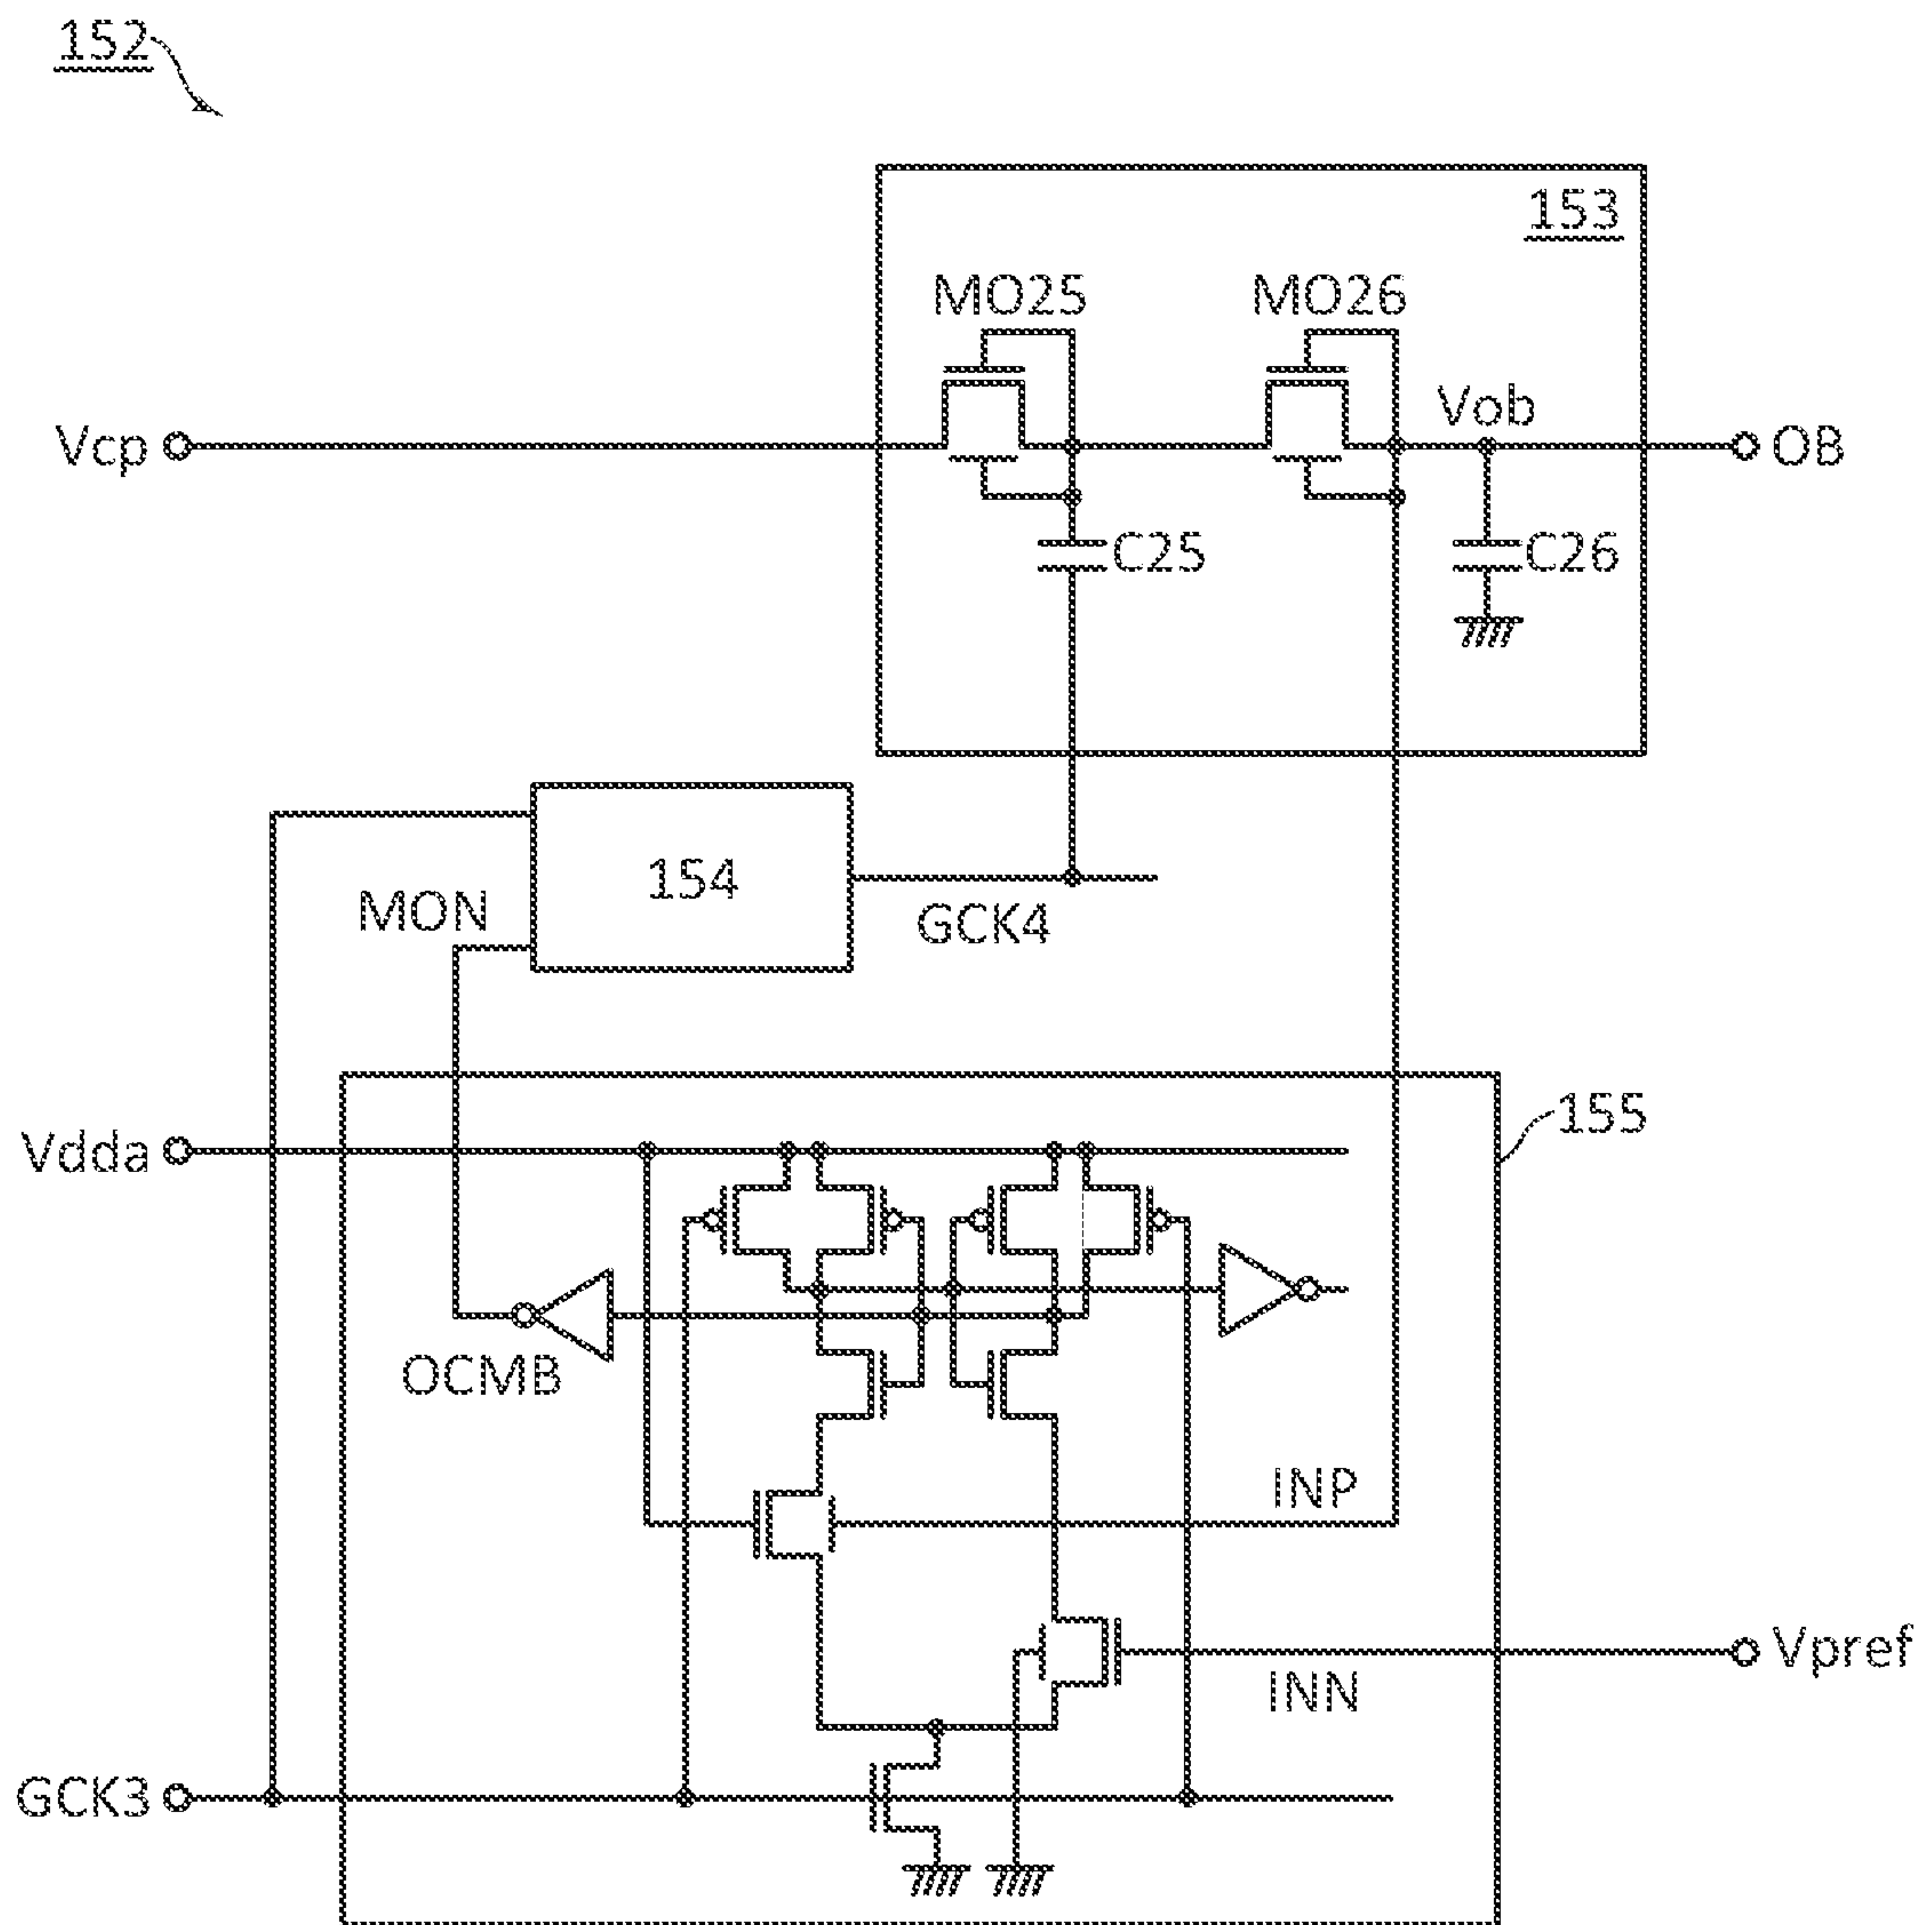 152
153
MO25
MO26
Vob
Vcp
OB
C25
C26
154
MON
GCK4
Vdda
155
OCMB
INP
Vpref
INN
GCK3